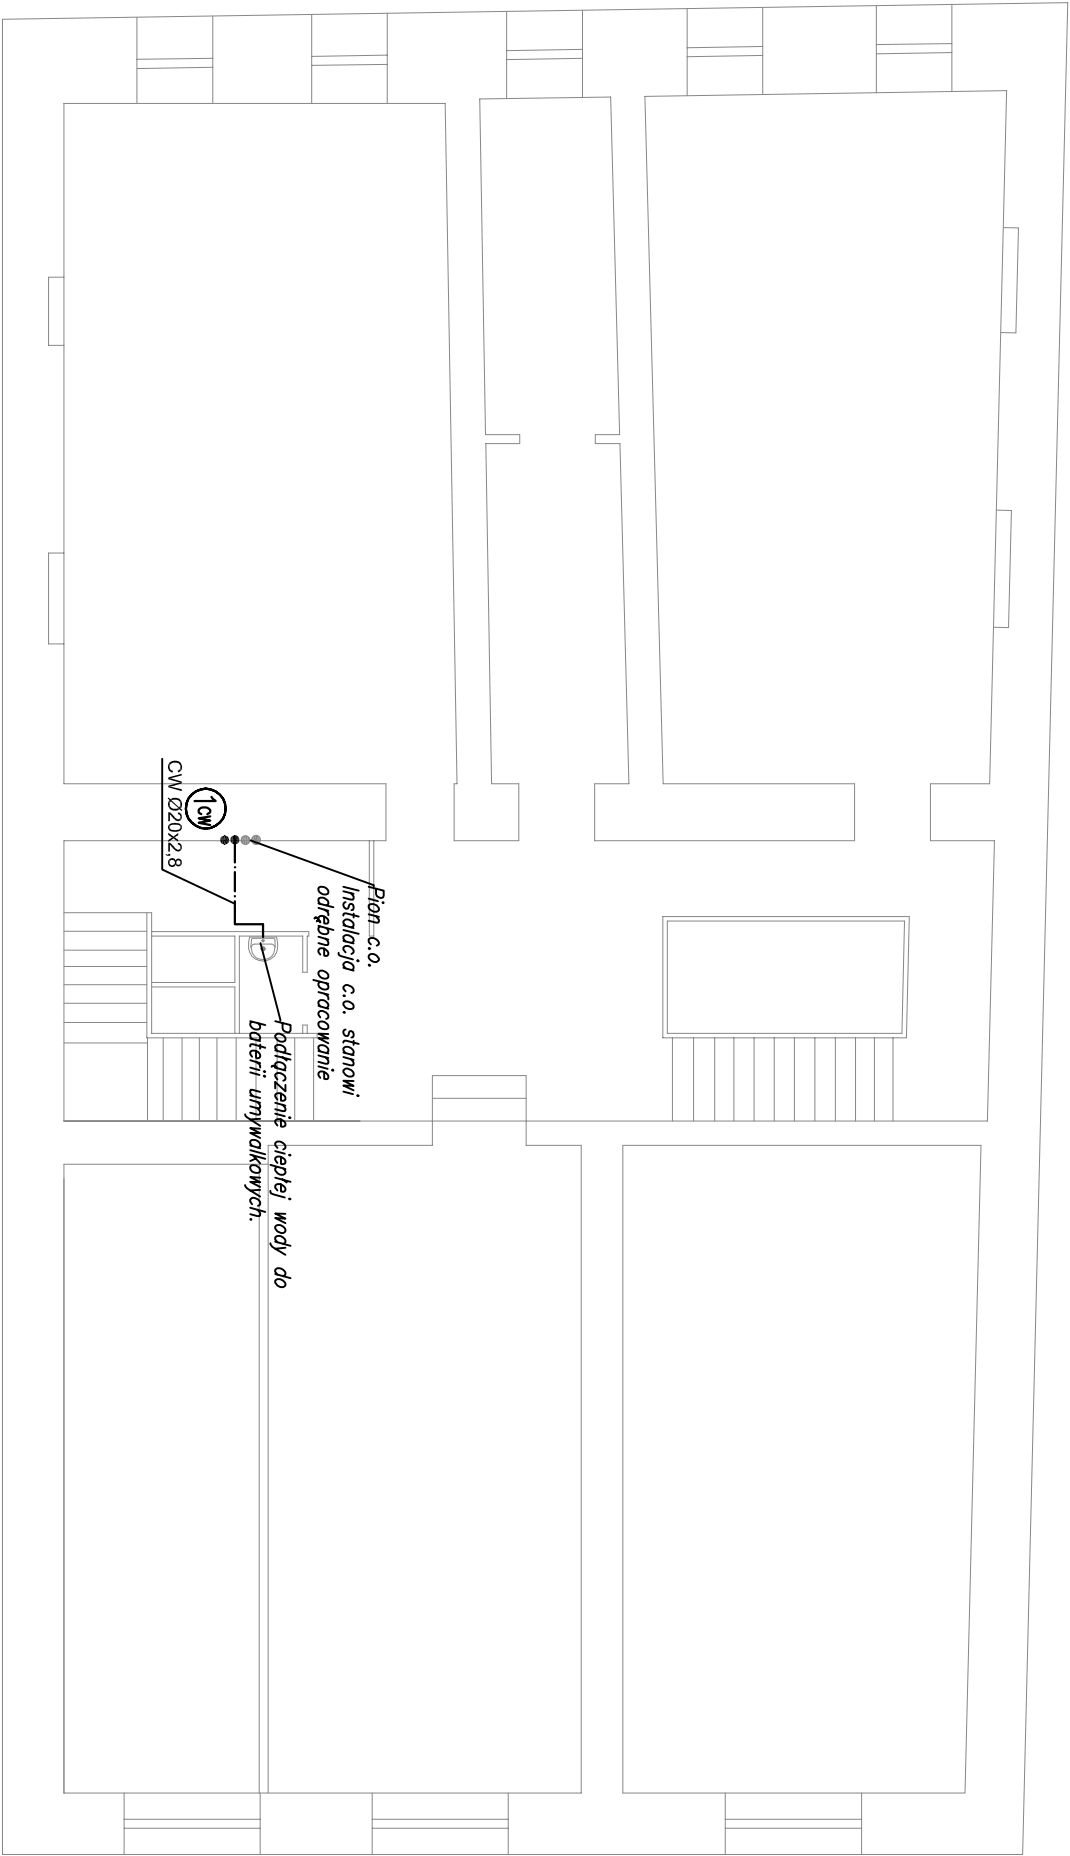 Pion c.o.
Instalacja c.o. stanowi
odrębne opracowanie
Podłączenie ciepłej wody do
baterii umywalkowych.
1cw
CW Ø20x2,8